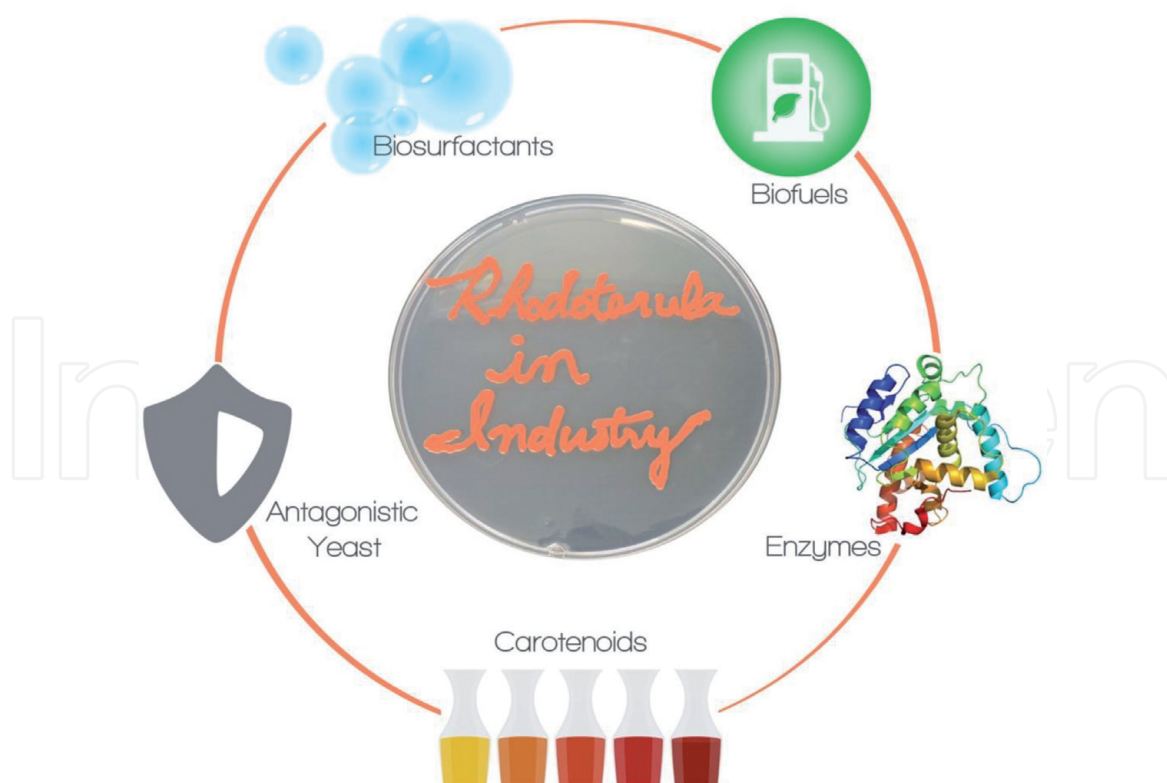 Biosurfactants
Biofuels
Rhodotorula
in
Industry
Antagonistic
Yeast
Enzymes
Carotenoids